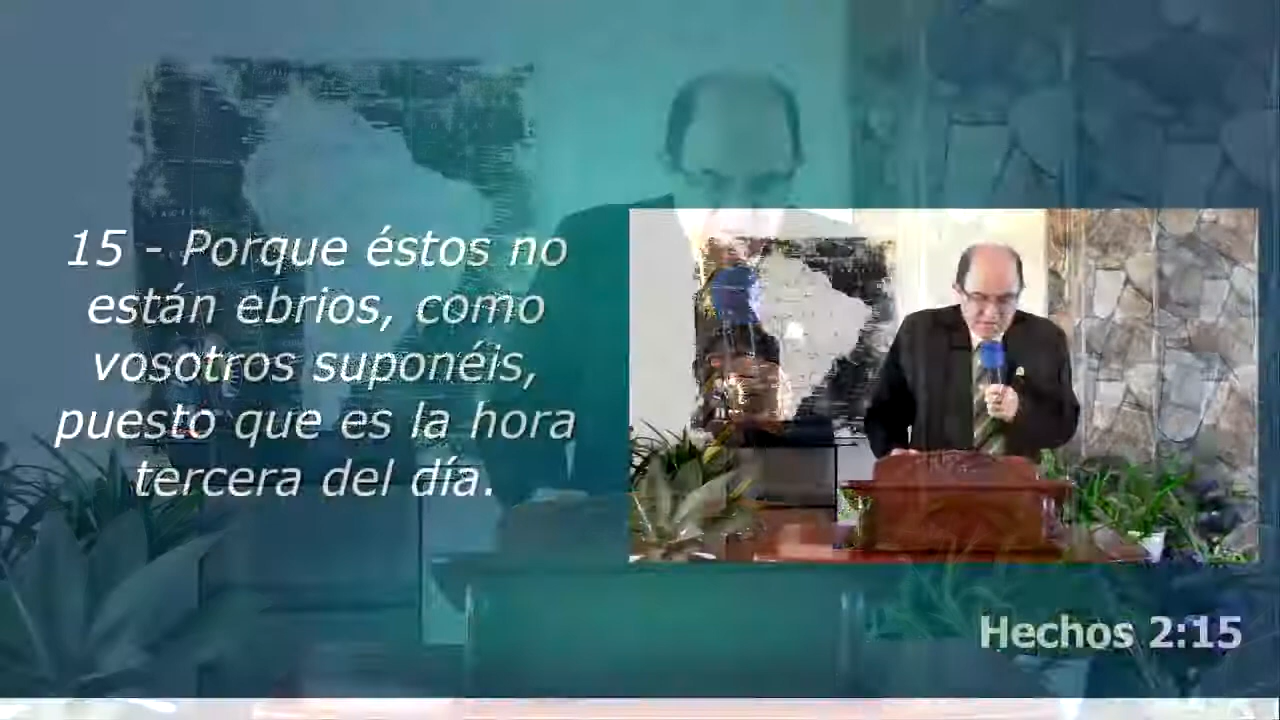 15 - Porque éstos no
están ebrios, como
vosotros suponéis,
puesto que es la hora
tercera del día.
Hechos 2:15